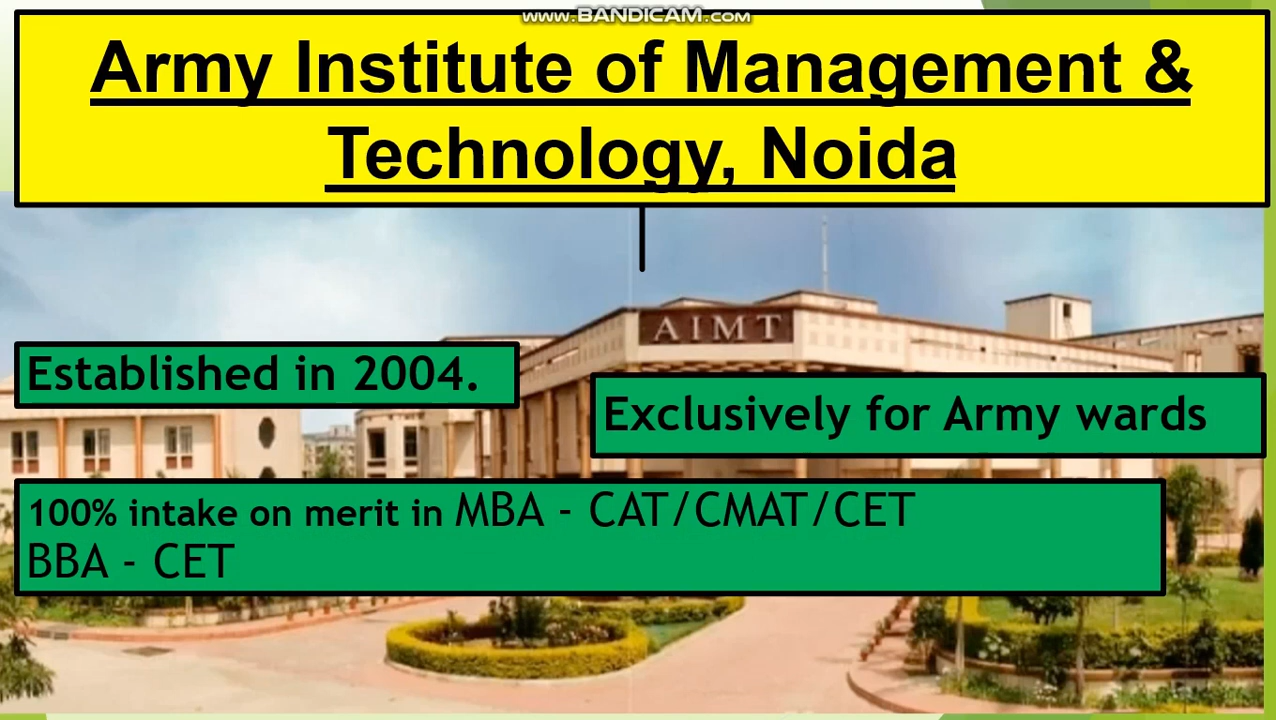 www.BANDICAM.com
Army Institute of Management &
Technology, Noida
AIMT
Established in 2004.
Exclusively for Army wards
100% intake on merit in MBA - CAT/CMAT/CET
BBA - CET